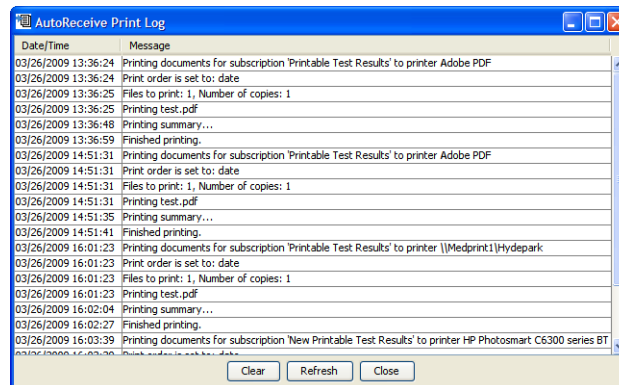 AutoReceive Print Log
Date/Time Message
03/26/2009 13:36:24 Printing documents for subscription 'Printable Test Results' to printer Adobe PDF
03/26/2009 13:36:24 Print order is set to: date
03/26/2009 13:36:25 Files to print: 1, Number of copies: 1
03/26/2009 13:36:25 Printing test.pdf
03/26/2009 13:36:48 Printing summary...
03/26/2009 13:36:59 Finished printing.
03/26/2009 14:51:31 Printing documents for subscription 'Printable Test Results' to printer Adobe PDF
03/26/2009 14:51:31 Print order is set to: date
03/26/2009 14:51:31 Files to print: 1, Number of copies: 1
03/26/2009 14:51:31 Printing test.pdf
03/26/2009 14:51:35 Printing summary...
03/26/2009 14:51:41 Finished printing.
03/26/2009 16:01:23 Printing documents for subscription 'Printable Test Results' to printer \\Medprint1\Hydepark
03/26/2009 16:01:23 Print order is set to: date
03/26/2009 16:01:23 Files to print: 1, Number of copies: 1
03/26/2009 16:01:23 Printing test.pdf
03/26/2009 16:02:04 Printing summary...
03/26/2009 16:02:27 Finished printing.
03/26/2009 16:03:39 Printing documents for subscription 'New Printable Test Results' to printer HP Photosmart C6300 series BT
Print order is set to: date
Clear Refresh Close